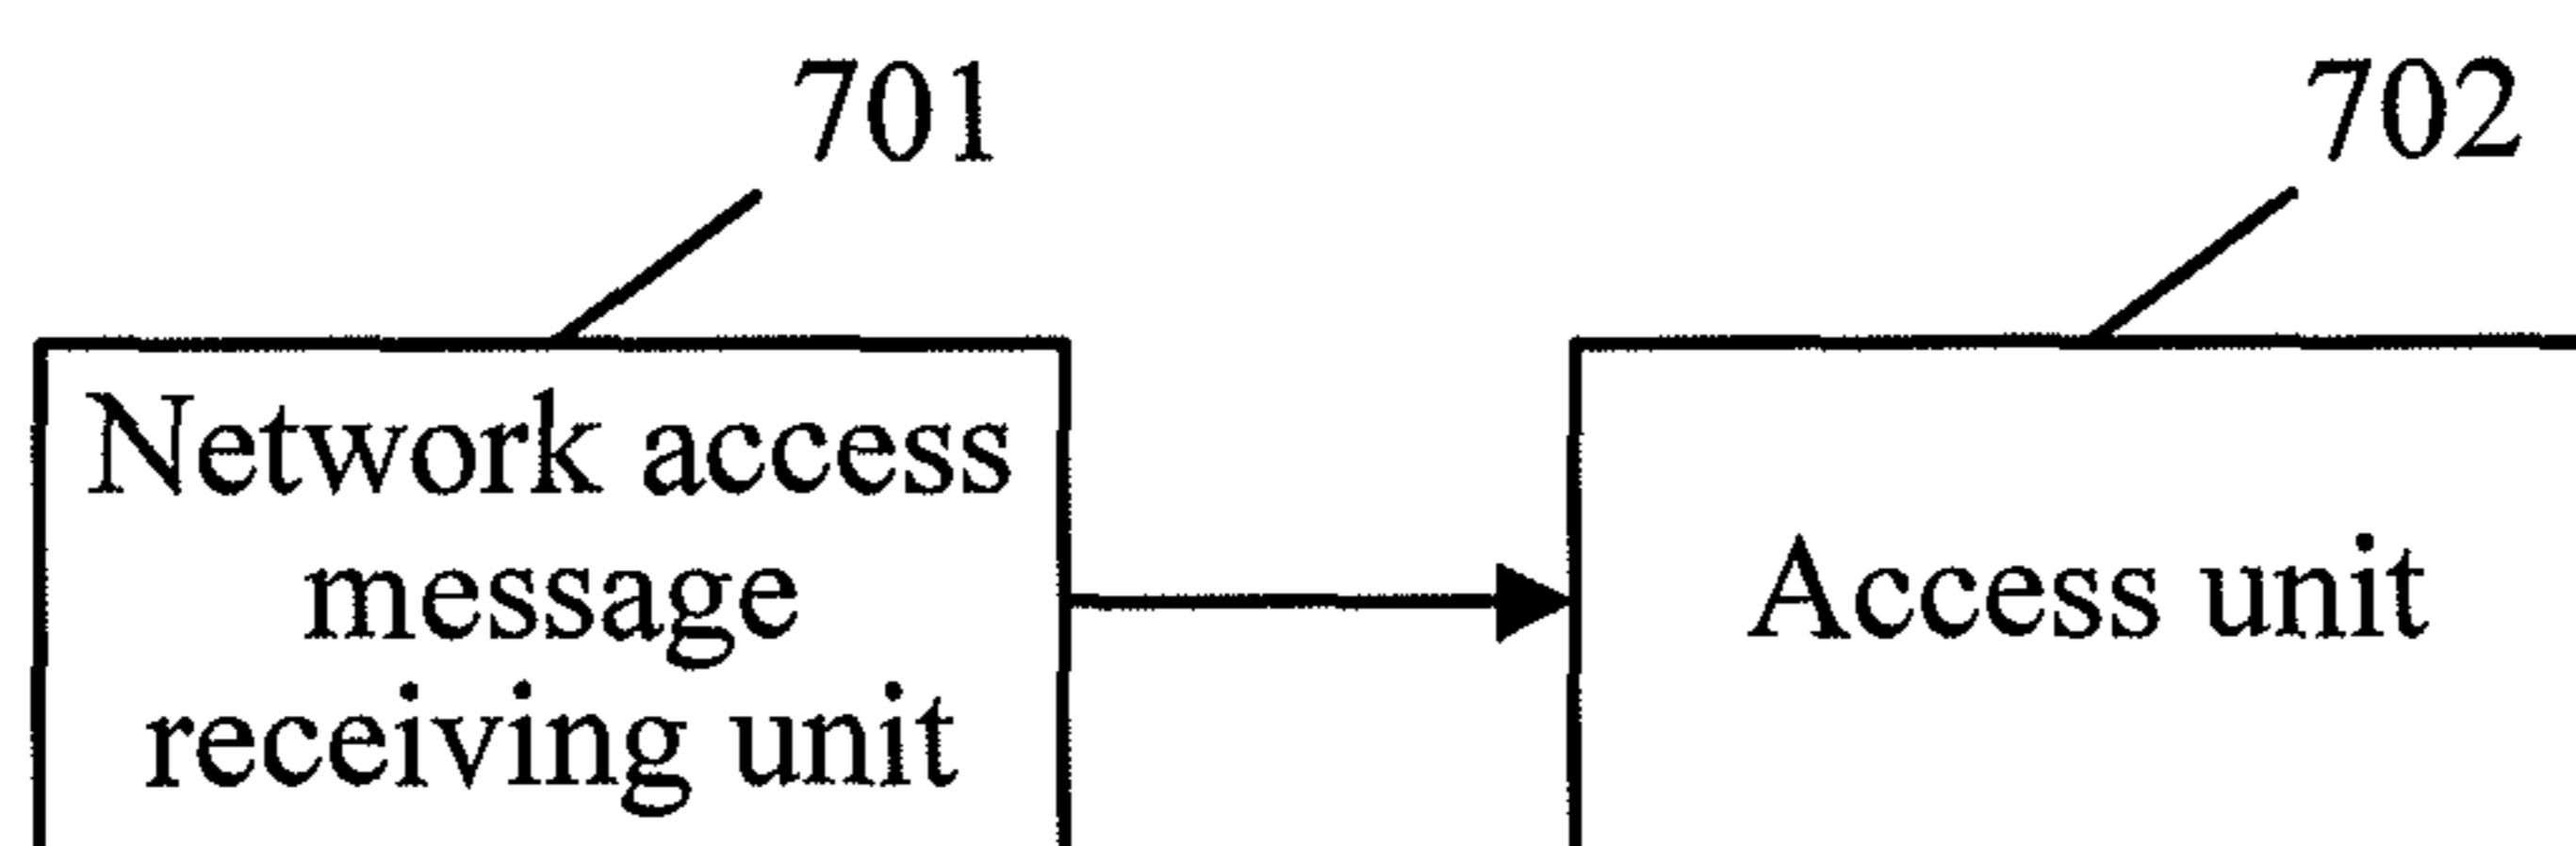 701
702
Network access
message
receiving unit
Access unit